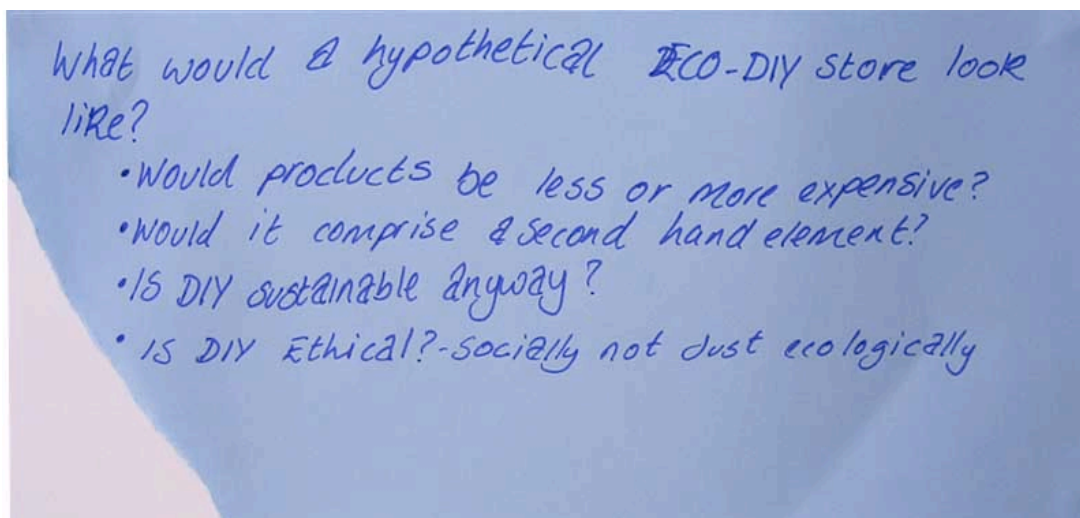 What would a hypothetical ECO-DIY store look
like?
• Would products be less or more expensive?
• Would it comprise a second hand element?
• IS DIY sustainable anyway?
• IS DIY Ethical? - Socially not Just ecologically